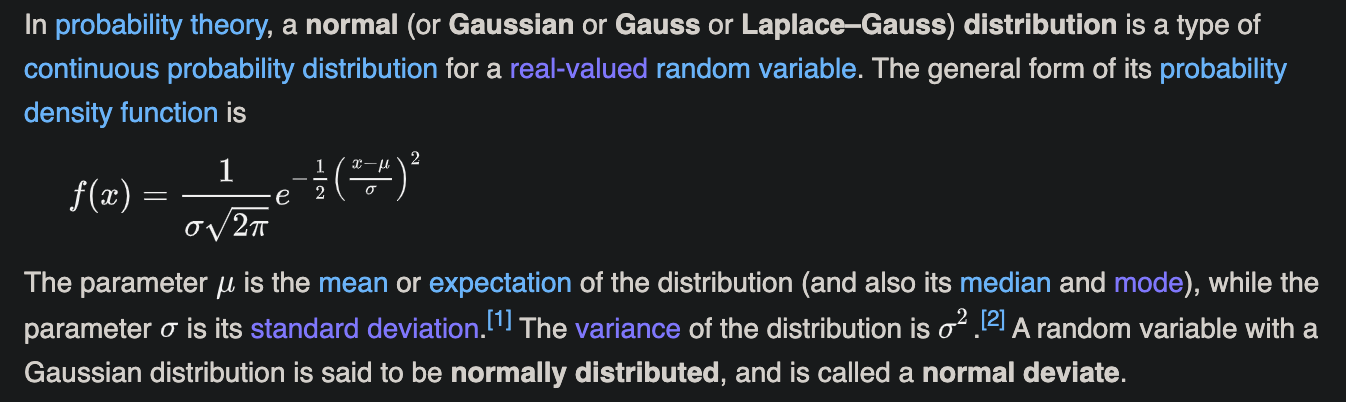 In probability theory, a normal (or Gaussian or Gauss or Laplace–Gauss) distribution is a type of
continuous probability distribution for a real-valued random variable. The general form of its probability
density function is
f(x) = \frac{1}{\sigma\sqrt{2\pi}} e^{-\frac{1}{2}\left(\frac{x-\mu}{\sigma}\right)^2}
The parameter μ is the mean or expectation of the distribution (and also its median and mode), while the
parameter σ is its standard deviation.[1] The variance of the distribution is σ².[2] A random variable with a
Gaussian distribution is said to be normally distributed, and is called a normal deviate.